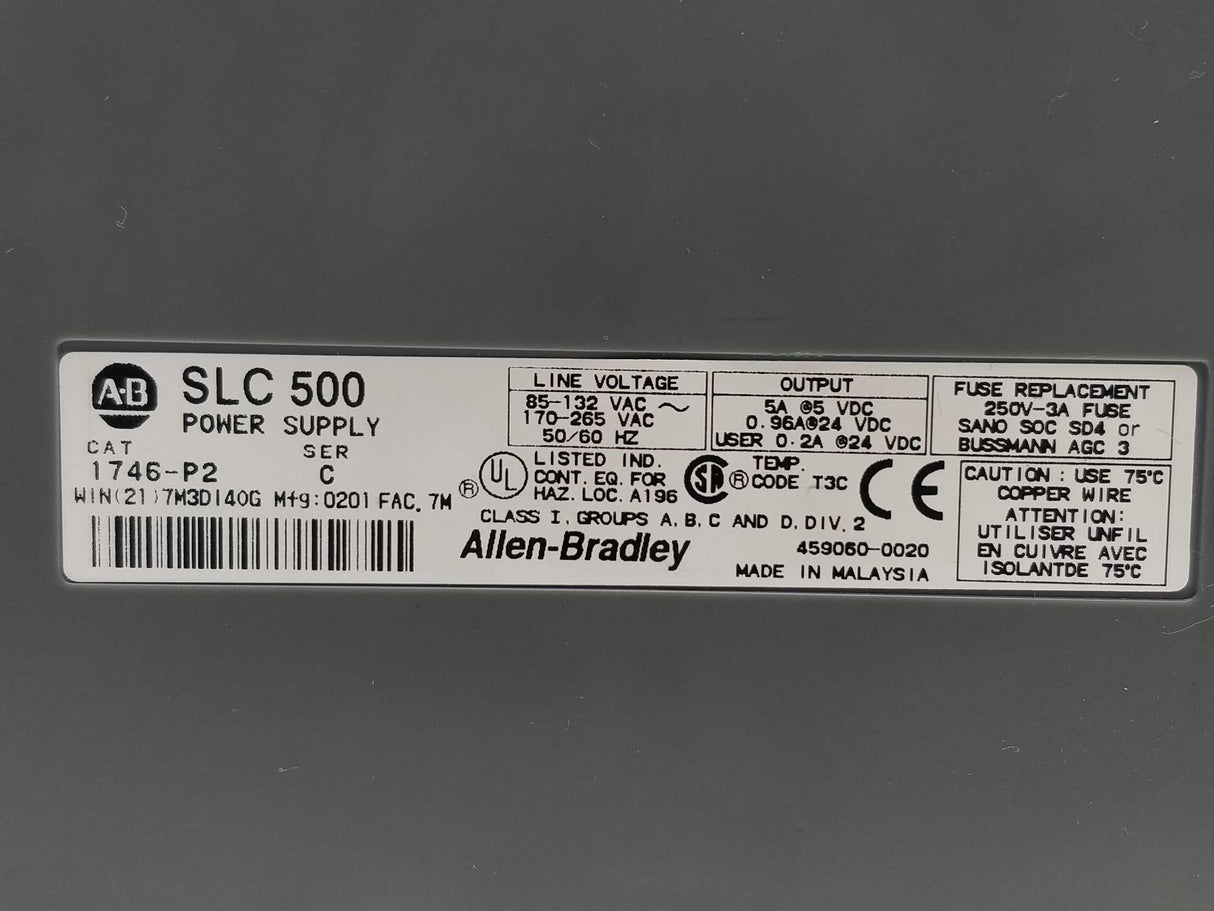 A-B
SLC 500
POWER SUPPLY
CAT
SER
1746-P2
C
WIN(21)7M3DI40G Mfg:0201 FAC. 7M
LINE VOLTAGE
85-132 VAC ~
170-265 VAC
50/60 HZ
OUTPUT
5A @5 VDC
0.96A@24 VDC
USER 0.2A @24 VDC
FUSE REPLACEMENT
250V-3A FUSE
SANO SOC SD4 or
BUSSMANN AGC 3
® UL
LISTED IND.
CONT. EQ. FOR
HAZ. LOC. A196
SA ®
TEMP.
CODE T3C
CE
CLASS I, GROUPS A, B, C AND D, DIV. 2
Allen-Bradley
459060-0020
MADE IN MALAYSIA
CAUTION : USE 75°C
COPPER WIRE
ATTENTION:
UTILISER UNFIL
EN CUIVRE AVEC
ISOLANTDE 75°C